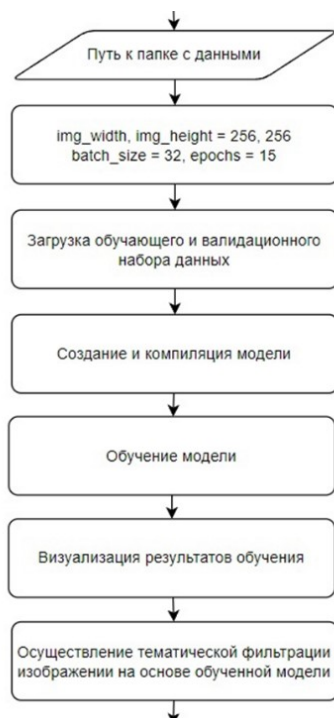 Путь к папке с данными
img_width, img_height = 256, 256
batch_size = 32, epochs = 15
Загрузка обучающего и валидационного
набора данных
Создание и компиляция модели
Обучение модели
Визуализация результатов обучения
Осуществление тематической фильтрации
изображении на основе обученной модели